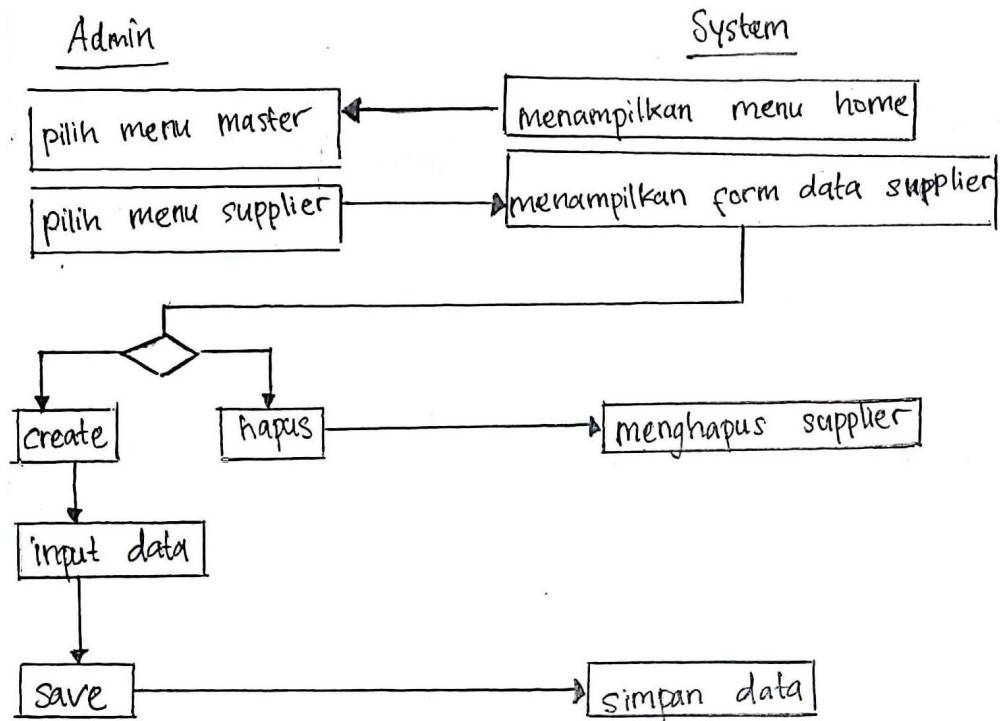 Admin
System
pilih menu master
menampilkan menu home
pilih menu supplier
menampilkan form data supplier
create
hapus
menghapus supplier
input data
save
simpan data